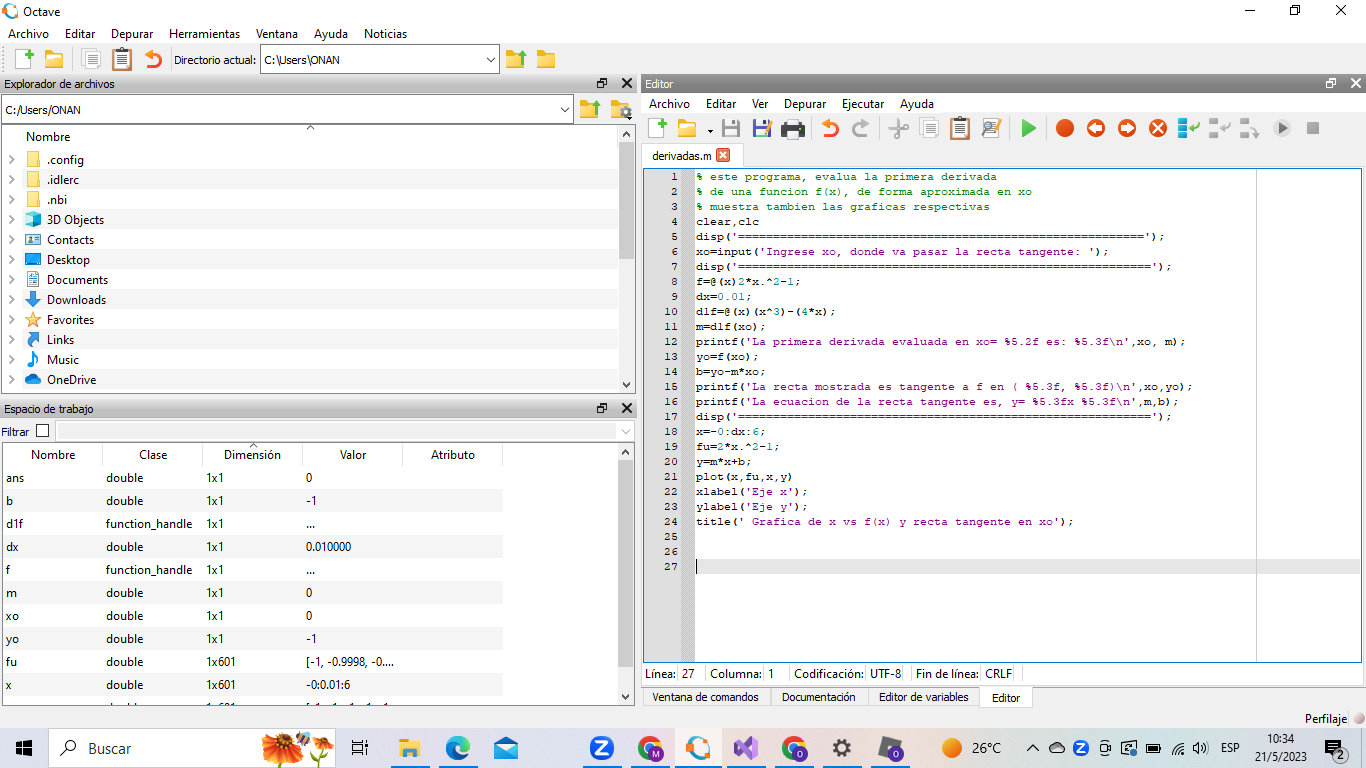 Octave
Archivo Editar Depurar Herramientas Ventana Ayuda Noticias
Directorio actual: C:\Users\ONAN
Explorador de archivos
C:/Users/ONAN
Nombre
.config
.idlerc
.nbi
3D Objects
Contacts
Desktop
Documents
Downloads
Favorites
Links
Music
OneDrive
Espacio de trabajo
Filtrar
Nombre Clase Dimensión Valor Atributo
ans double 1x1 0
b double 1x1 -1
d1f function_handle 1x1 ...
dx double 1x1 0.010000
f function_handle 1x1 ...
m double 1x1 0
xo double 1x1 0
yo double 1x1 -1
fu double 1x601 [-1, -0.9998, -0....
x double 1x601 -0:0.01:6
Editor
Archivo Editar Ver Depurar Ejecutar Ayuda
derivadas.m
1 % este programa, evalua la primera derivada
2 % de una funcion f(x), de forma aproximada en xo
3 % muestra tambien las graficas respectivas
4 clear,clc
5 disp('==========================================================');
6 xo=input('Ingrese xo, donde va pasar la recta tangente: ');
7 disp('===========================================================');
8 f=@(x)2*x.^2-1;
9 dx=0.01;
10 d1f=@(x)(x^3)-(4*x);
11 m=d1f(xo);
12 printf('La primera derivada evaluada en xo= %5.2f es: %5.3f\n',xo, m);
13 yo=f(xo);
14 b=yo-m*xo;
15 printf('La recta mostrada es tangente a f en ( %5.3f, %5.3f)\n',xo,yo);
16 printf('La ecuacion de la recta tangente es, y= %5.3fx %5.3f\n',m,b);
17 disp('===========================================================');
18 x=-0:dx:6;
19 fu=2*x.^2-1;
20 y=m*x+b;
21 plot(x,fu,x,y)
22 xlabel('Eje x');
23 ylabel('Eje y');
24 title(' Grafica de x vs f(x) y recta tangente en xo');
25
26
27
Línea: 27 Columna: 1 Codificación: UTF-8 Fin de línea: CRLF
Ventana de comandos Documentación Editor de variables Editor
Perfilaje
Buscar
26°C
ESP
10:34
21/5/2023
2